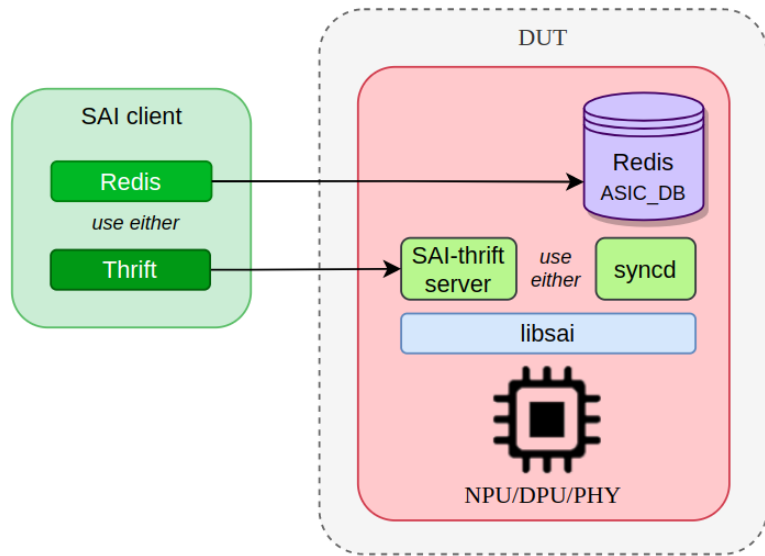 DUT
SAI client
Redis
use either
Thrift
Redis
ASIC_DB
SAI-thrift
server
use
either
syncd
libsai
NPU/DPU/PHY